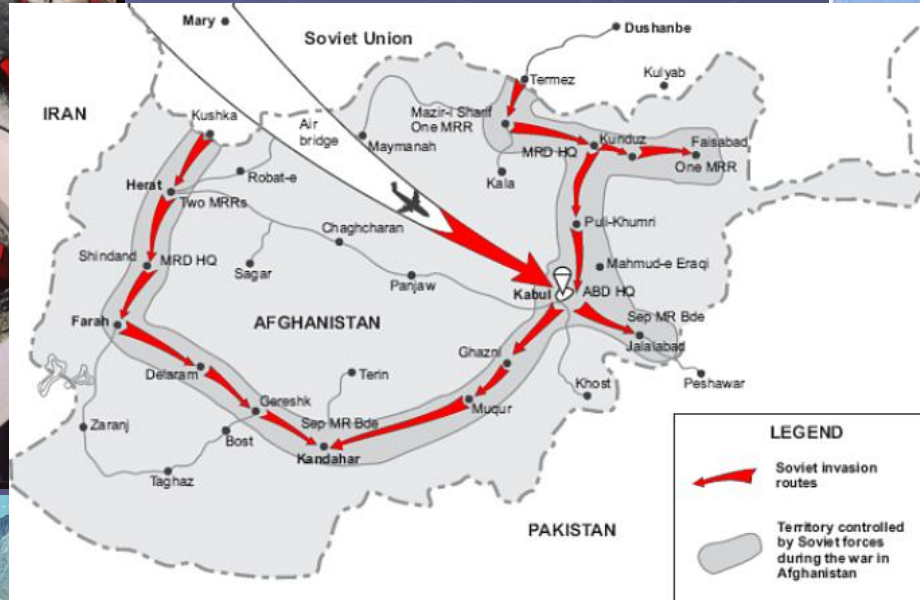 Mary
Soviet Union
Dushanbe
Termez
Kulyab
IRAN
Kushka
Air
bridge
Maymanah
Mazir-i Sharif
One MRR
MRD HQ
Kunduz
Faisabad
One MRR
Kala
Robat-e
Herat
Two MRRs
Chaghcharan
Puli-Khumri
Shindand
MRD HQ
Sagar
Panjaw
Mahmud-e Eraqi
Kabul
ABD HQ
Farah
AFGHANISTAN
Sep MR Bde
Jalalabad
Ghazni
Delaram
Terin
Khost
Peshawar
Gereshk
Sep MR Bde
Muqur
Zaranj
Bost
Kandahar
Taghaz
PAKISTAN
LEGEND
Soviet invasion
routes
Territory controlled
by Soviet forces
during the war in
Afghanistan